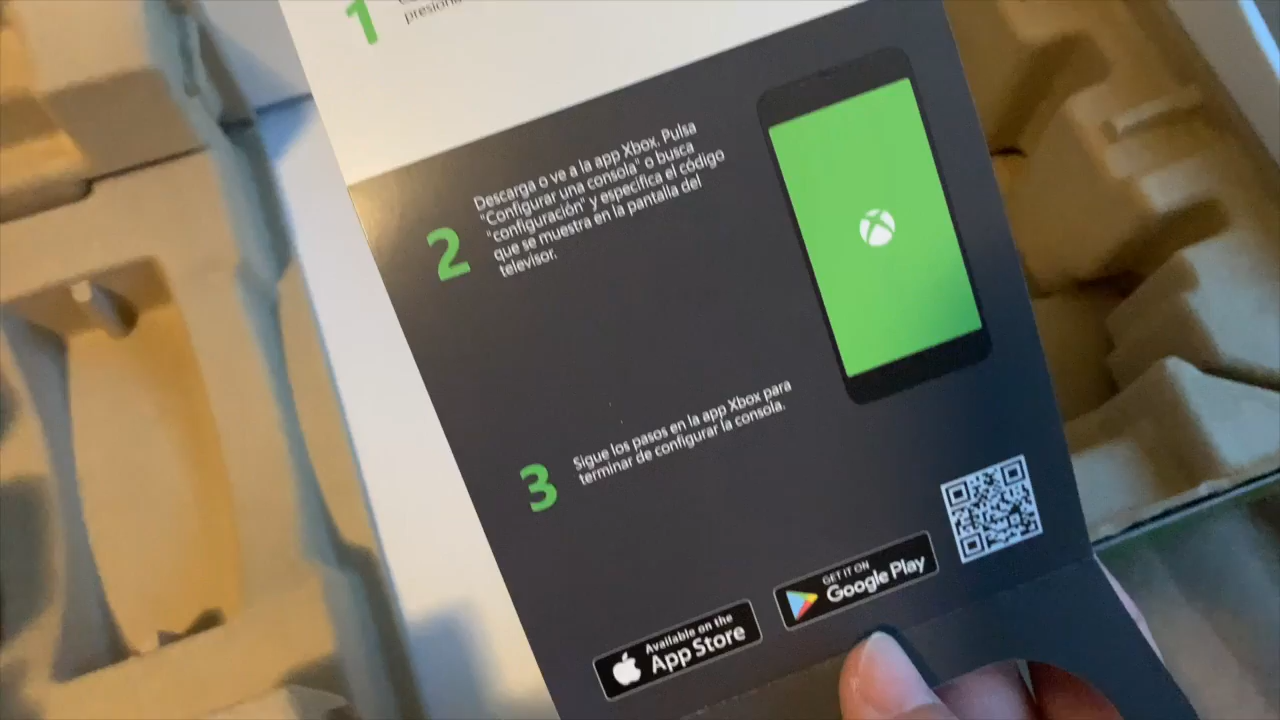 1
presiona
2
Descarga o ve a la app Xbox. Pulsa
"Configurar una consola" o busca
"configuración" y especifica el código
que se muestra en la pantalla del
televisor.
3
Sigue los pasos en la app Xbox para
terminar de configurar la consola.
GET IT ON
Google Play
Available on the
App Store